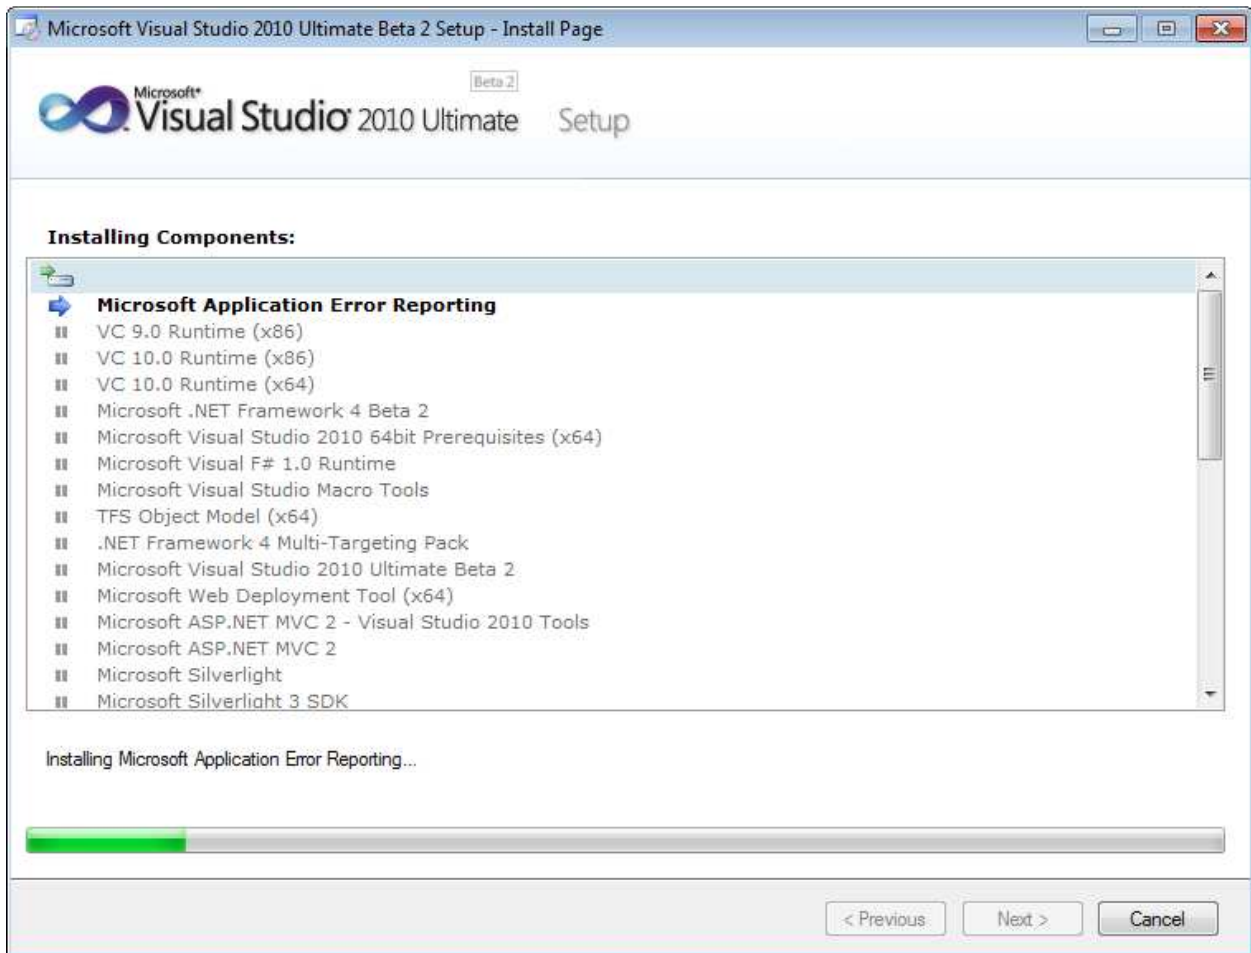 Microsoft Visual Studio 2010 Ultimate Beta 2 Setup - Install Page
Beta 2
Microsoft®
Visual Studio® 2010 Ultimate Setup
Installing Components:
Microsoft Application Error Reporting
VC 9.0 Runtime (x86)
VC 10.0 Runtime (x86)
VC 10.0 Runtime (x64)
Microsoft .NET Framework 4 Beta 2
Microsoft Visual Studio 2010 64bit Prerequisites (x64)
Microsoft Visual F# 1.0 Runtime
Microsoft Visual Studio Macro Tools
TFS Object Model (x64)
.NET Framework 4 Multi-Targeting Pack
Microsoft Visual Studio 2010 Ultimate Beta 2
Microsoft Web Deployment Tool (x64)
Microsoft ASP.NET MVC 2 - Visual Studio 2010 Tools
Microsoft ASP.NET MVC 2
Microsoft Silverlight
Microsoft Silverlight 3 SDK
Installing Microsoft Application Error Reporting...
< Previous Next > Cancel